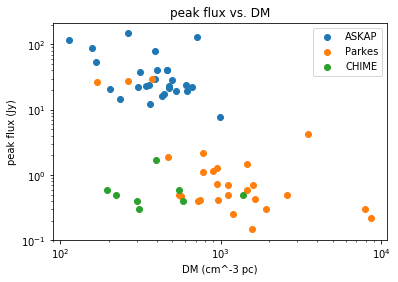 peak flux vs. DM
ASKAP
Parkes
CHIME
peak flux (Jy)
10^2
10^1
10^0
10^−1
10^2
10^3
10^4
DM (cm^-3 pc)